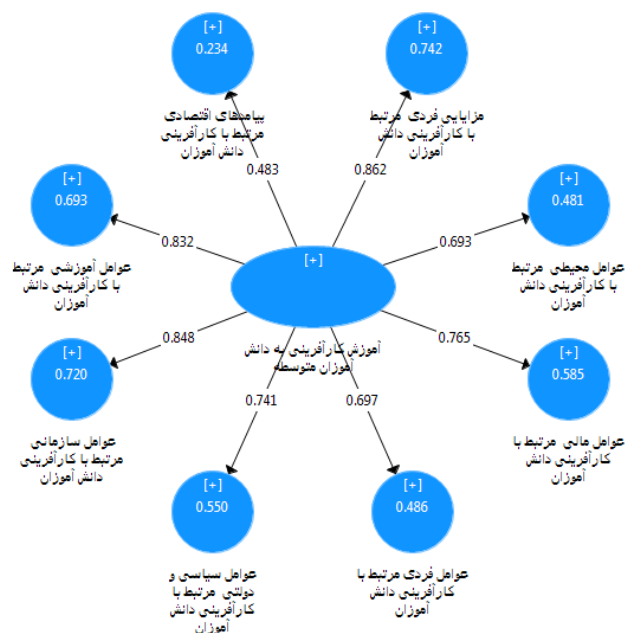 [+]
0.234
پیامدهای اقتصادی
مرتبط با کارآفرینی
دانش آموزان
[+]
0.742
مزایایی فردی مرتبط
با کارآفرینی دانش
آموزان
0.483
0.862
[+]
0.693
عوامل آموزشی مرتبط
با کارآفرینی دانش
آموزان
0.832
[+]
0.481
عوامل محیطی مرتبط
با کارآفرینی دانش
آموزان
0.693
[+]
آموزش کارآفرینی به دانش
آموزان متوسطه
[+]
0.720
عوامل سازمانی
مرتبط با کارآفرینی
دانش آموزان
0.848
[+]
0.585
عوامل مالی مرتبط با
کارآفرینی دانش
آموزان
0.765
0.741
0.697
[+]
0.550
عوامل سیاسی و
دولتی مرتبط با
کارآفرینی دانش
آموزان
[+]
0.486
عوامل فردی مرتبط با
کارآفرینی دانش
آموزان